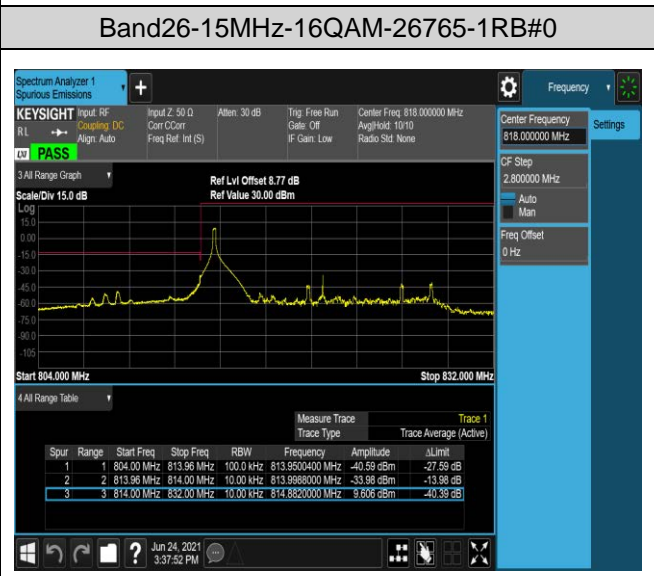 Band26-15MHz-16QAM-26765-1RB#0
Spectrum Analyzer 1
Spurious Emissions
Frequency
KEYSIGHT Input: RF Input Z: 50 Ω Atten: 30 dB Trig: Free Run Center Freq: 818.000000 MHz
RL Coupling: DC Corr CCorr Gate: Off Avg|Hold: 10/10
Align: Auto Freq Ref: Int (S) IF Gain: Low Radio Std: None
LXI PASS
Center Frequency
818.000000 MHz
Settings
CF Step
2.800000 MHz
Auto
Man
Freq Offset
0 Hz
3 All Range Graph
Ref Lvl Offset 8.77 dB
Scale/Div 15.0 dB Ref Value 30.00 dBm
Log
15.0
0.00
-15.0
-30.0
-45.0
-60.0
-75.0
-90.0
-105
Start 804.000 MHz Stop 832.000 MHz
4 All Range Table
Measure Trace Trace 1
Trace Type Trace Average (Active)
Spur Range Start Freq Stop Freq RBW Frequency Amplitude ΔLimit
1 1 804.00 MHz 813.96 MHz 100.0 kHz 813.9500400 MHz -40.59 dBm -27.59 dB
2 2 813.96 MHz 814.00 MHz 10.00 kHz 813.9988000 MHz -33.98 dBm -13.98 dB
3 3 814.00 MHz 832.00 MHz 10.00 kHz 814.8820000 MHz 9.606 dBm -40.39 dB
Jun 24, 2021
3:37:52 PM